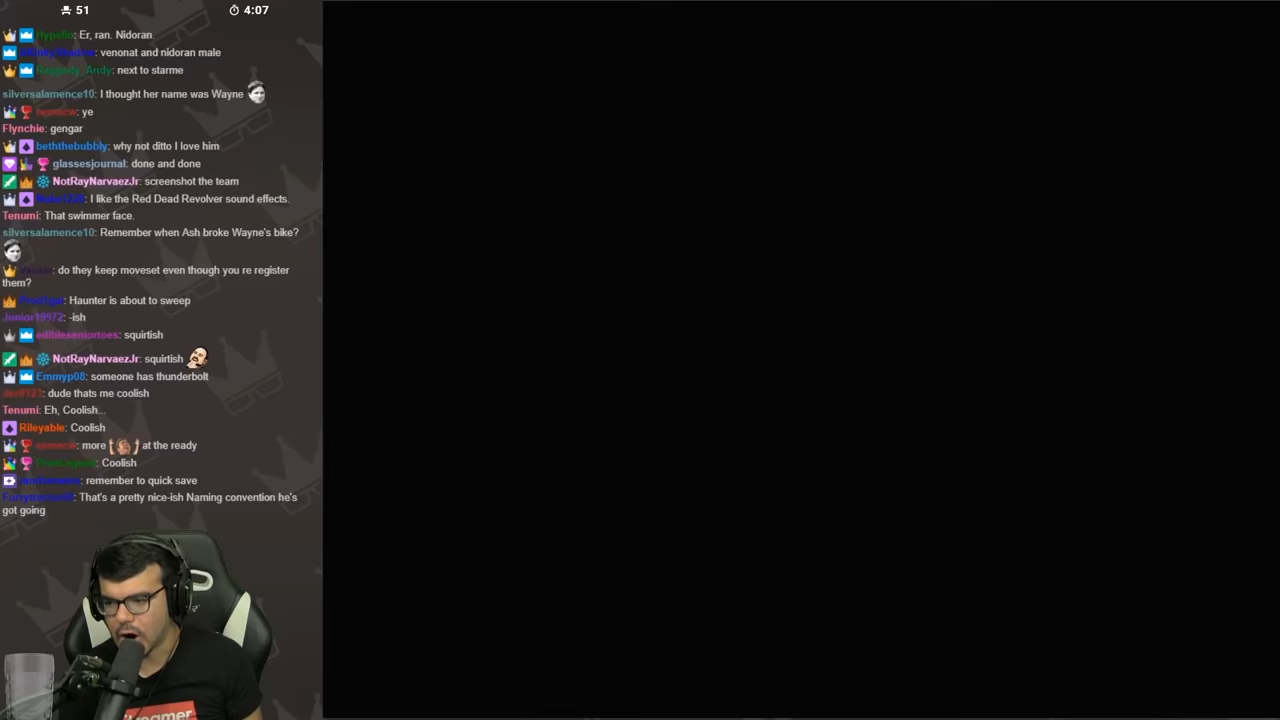 51
4:07
Hypello: Er, ran. Nidoran
venonat and nidoran male
Raggedy_Andy: next to starme
silversalamence10: I thought her name was Wayne
: ye
Flynchie: gengar
beththebubbly: why not ditto I love him
glassesjournal: done and done
NotRayNarvaezJr: screenshot the team
: I like the Red Dead Revolver sound effects.
Tenumi: That swimmer face.
silversalamence10: Remember when Ash broke Wayne's bike?
: do they keep moveset even though you re register
them?
: Haunter is about to sweep
Junior19972: -ish
edibleseniortoes: squirtish
NotRayNarvaezJr: squirtish
Emmyp08: someone has thunderbolt
: dude thats me coolish
Tenumi: Eh, Coolish...
Rileyable: Coolish
: more at the ready
: Coolish
: remember to quick save
: That's a pretty nice-ish Naming convention he's
got going